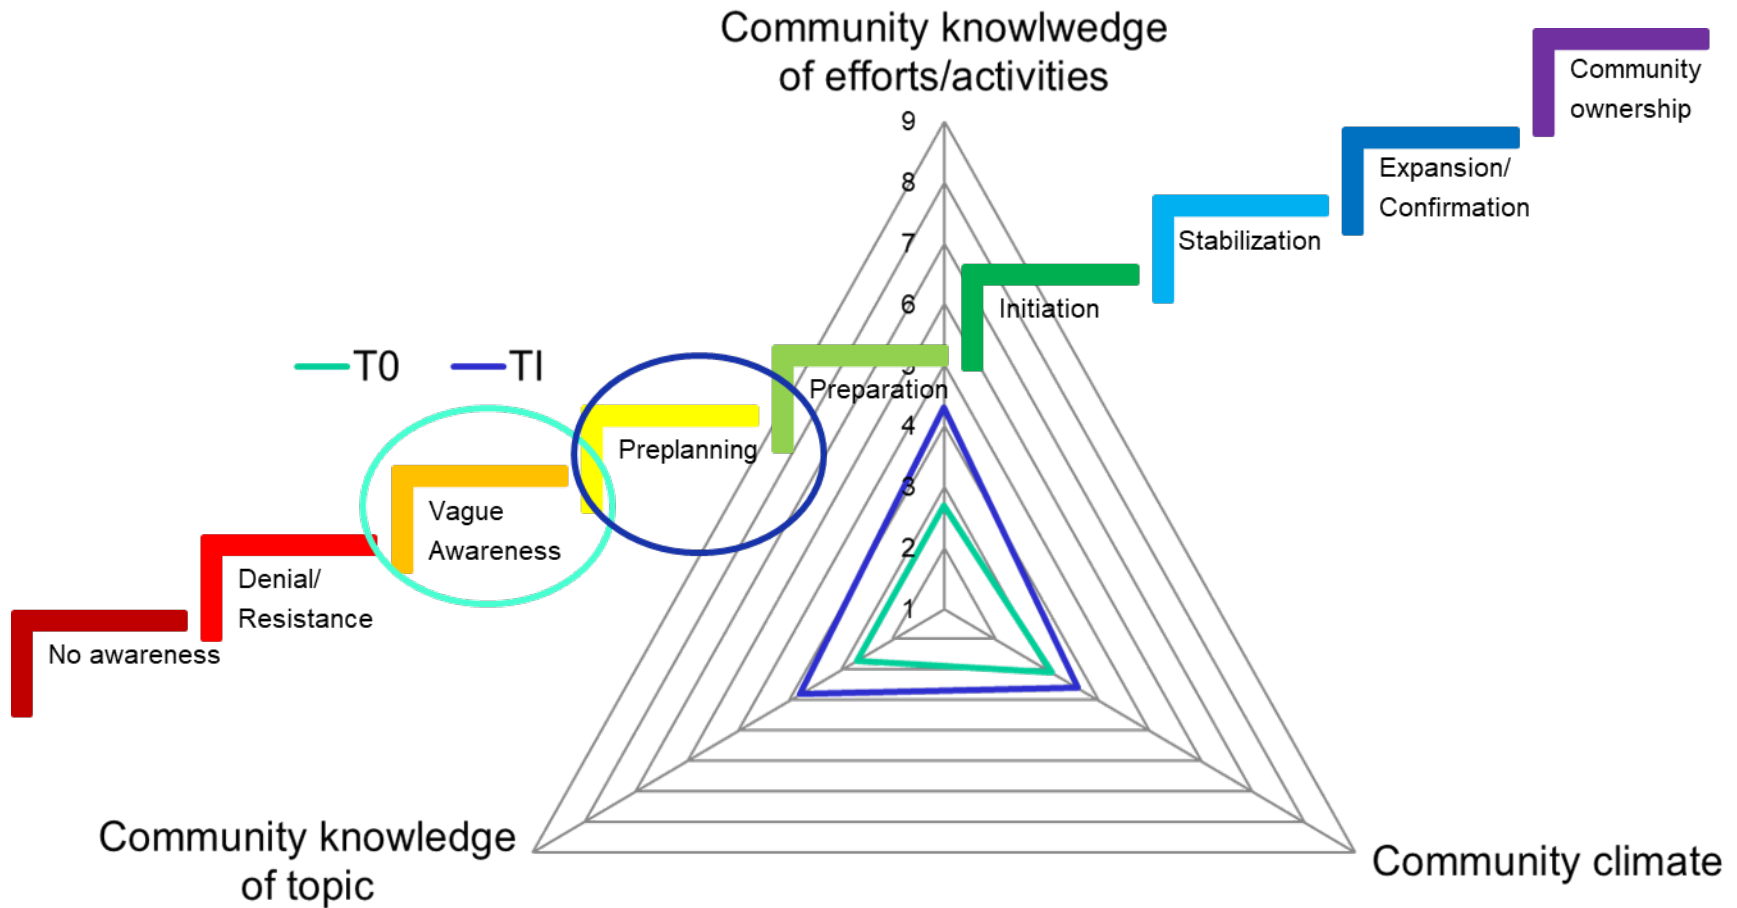 Community knowlwedge
of efforts/activities
Community
ownership
9
Expansion/
Confirmation
8
Stabilization
7
Initiation
6
T0
TI
5
Preparation
4
Preplanning
3
Vague
Awareness
2
Denial/
Resistance
1
No awareness
Community knowledge
of topic
Community climate